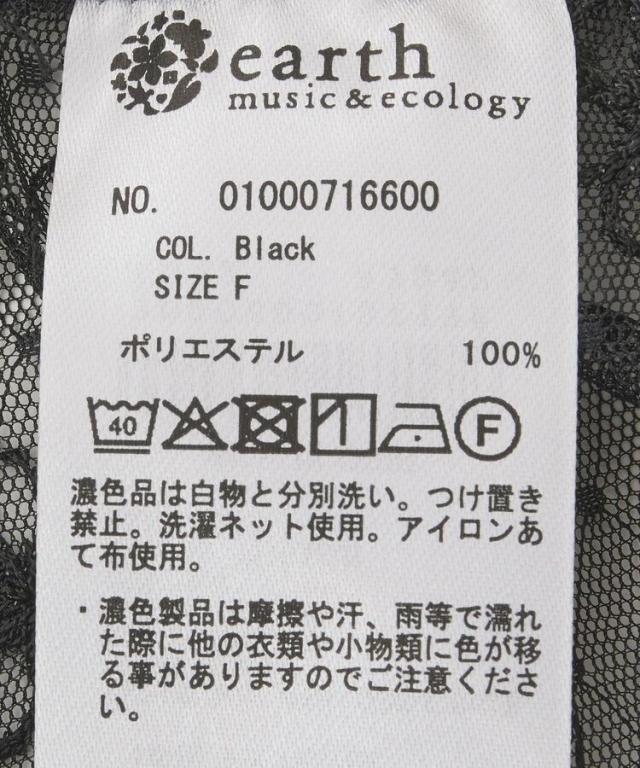 earth
music & ecology
NO. 01000716600
COL. Black
SIZE F
ポリエステル 100%
40 F
濃色品は白物と分別洗い。つけ置き
禁止。洗濯ネット使用。アイロンあ
て布使用。
・濃色製品は摩擦や汗、雨等で濡れ
た際に他の衣類や小物類に色が移
る事がありますのでご注意くださ
い。